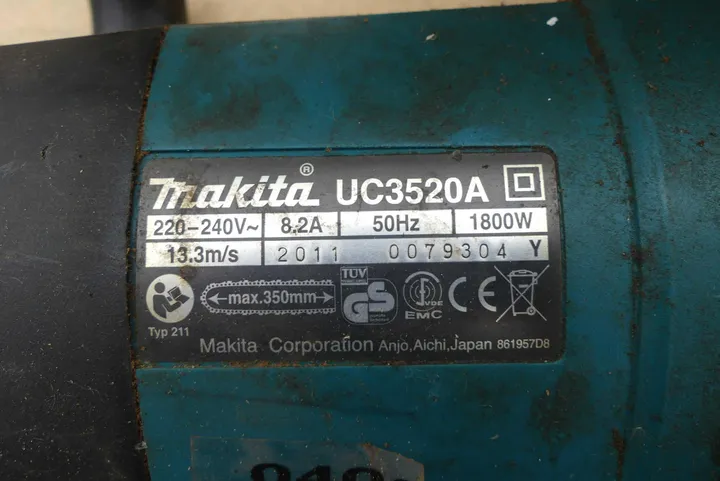 Makita® UC3520A
220-240V~ 8.2A 50Hz 1800W
13.3m/s 2011 0079304 Y
max.350mm
TÜV
GS
VDE
EMC
CE
Typ 211
Makita Corporation Anjo,Aichi,Japan 861957D8